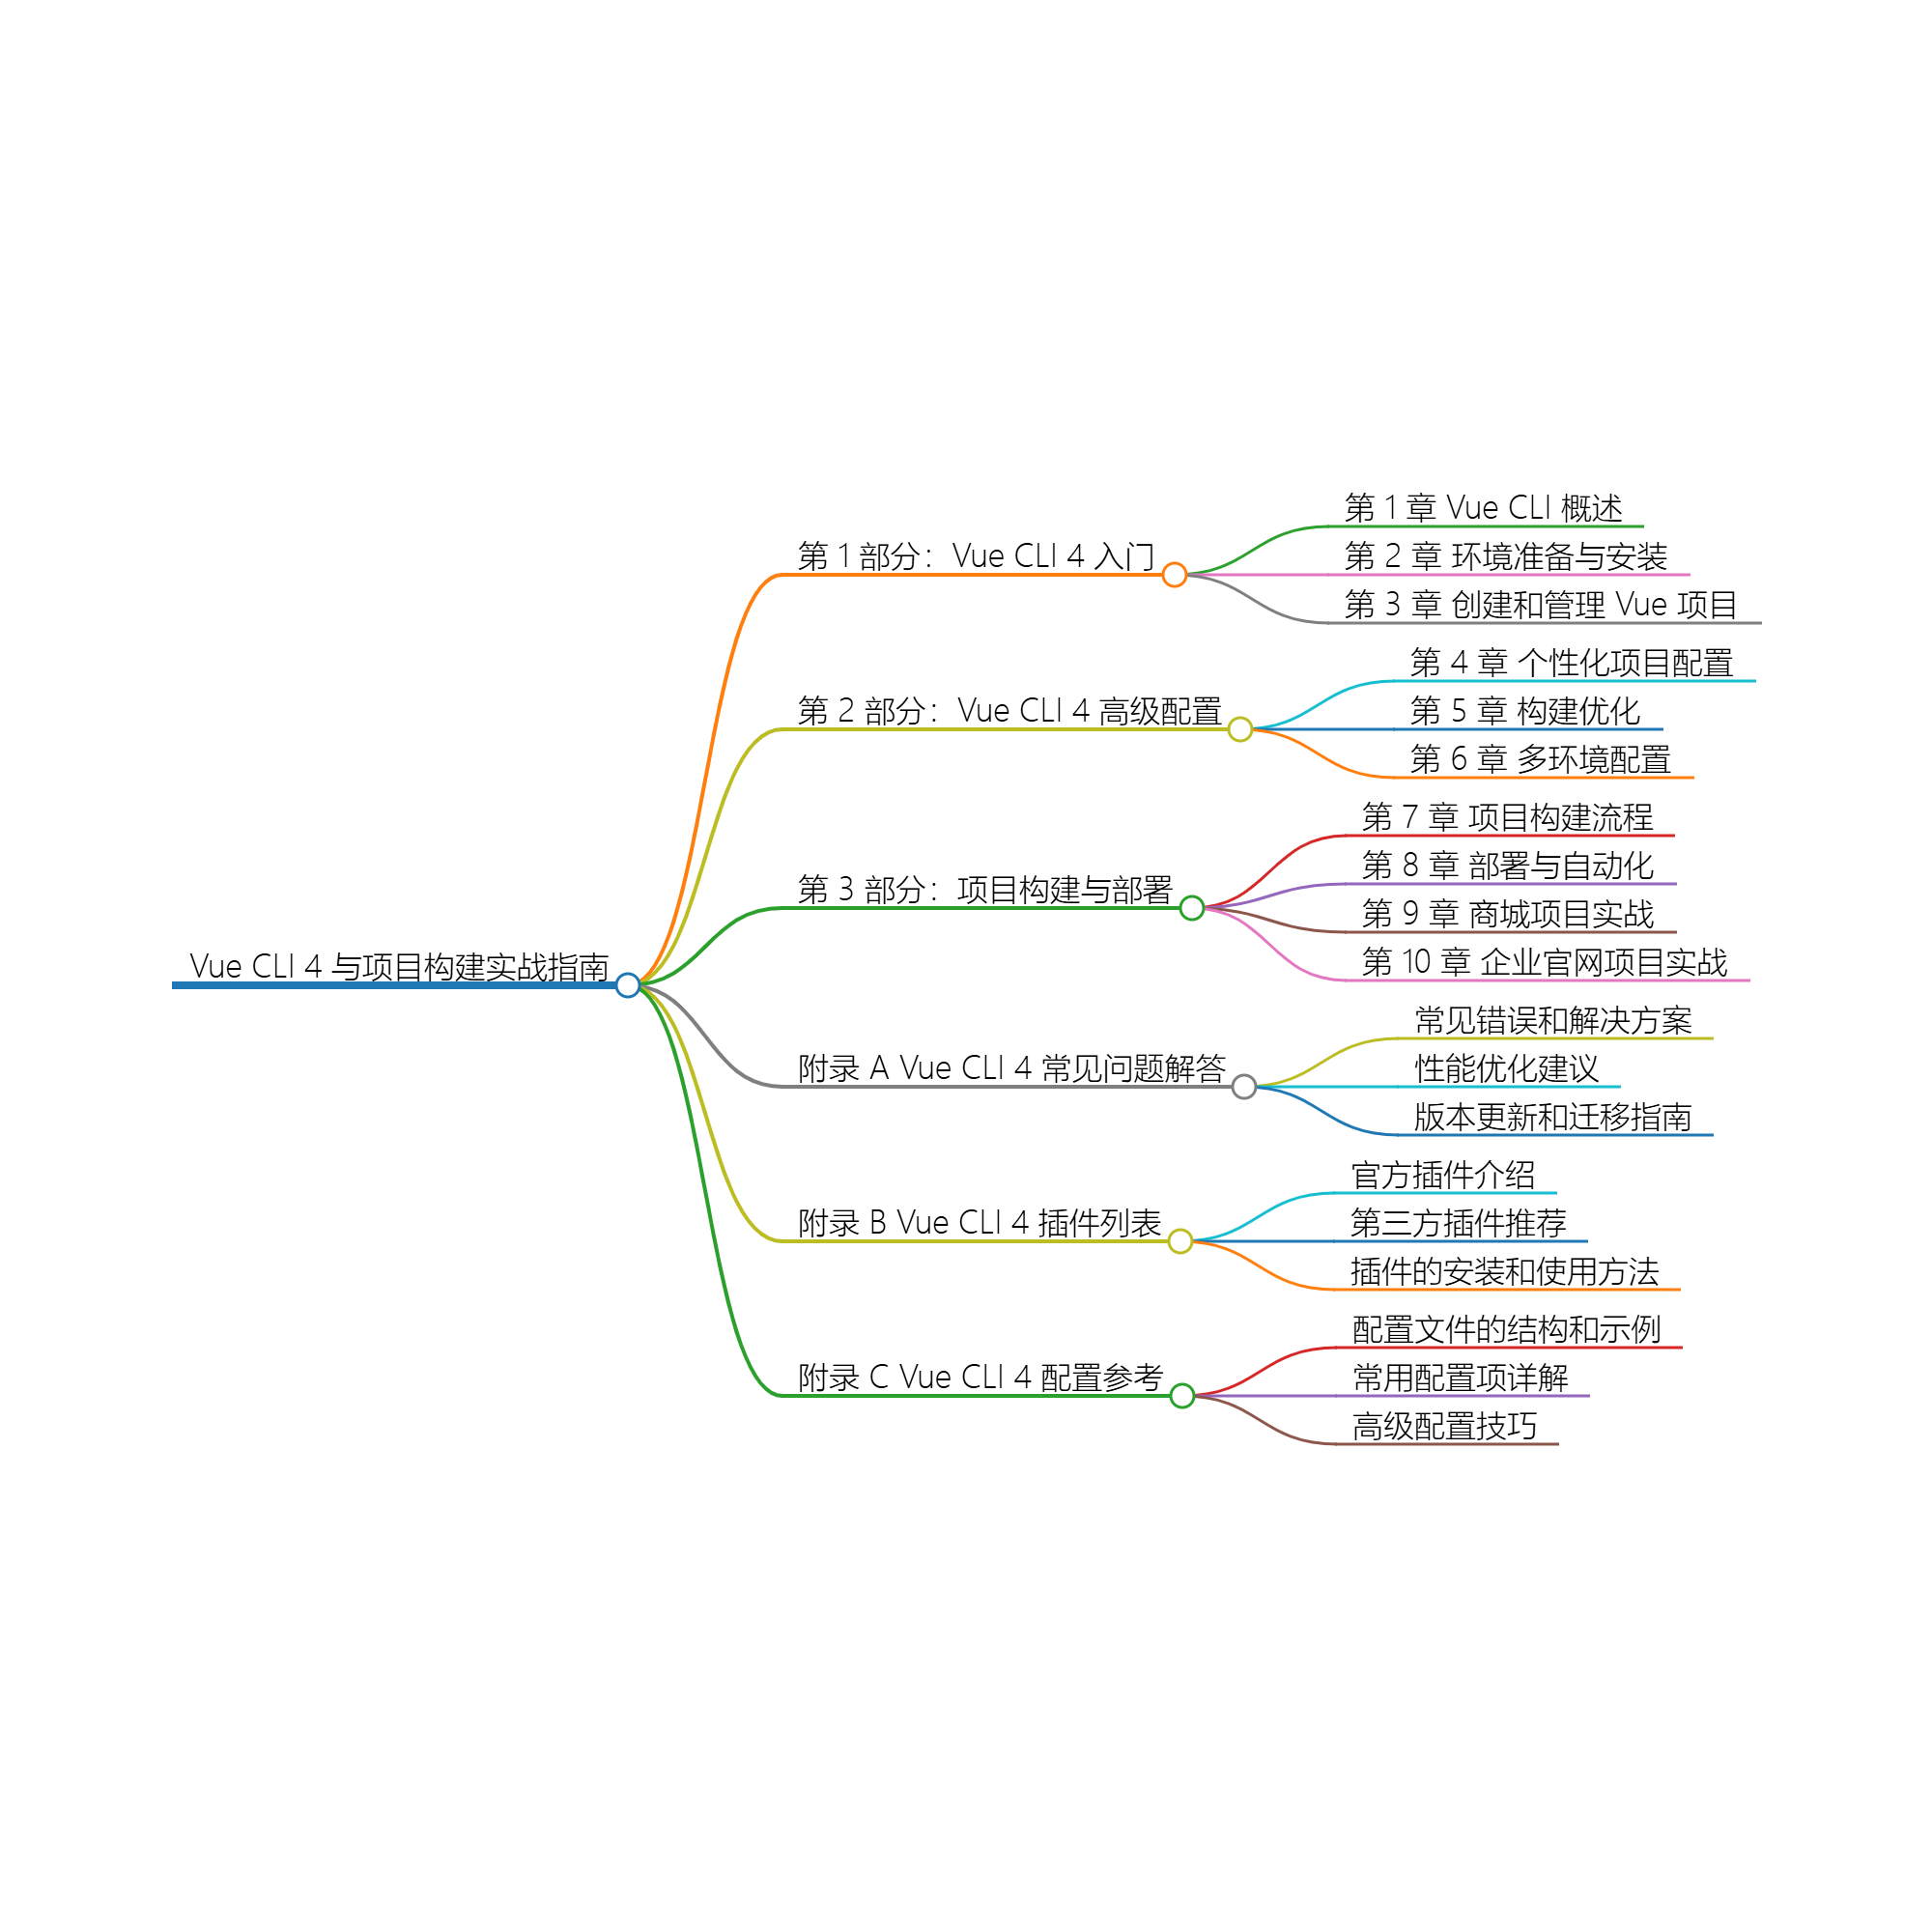 Vue CLI 4 与项目构建实战指南
第 1 部分：Vue CLI 4 入门
第 1 章 Vue CLI 概述
第 2 章 环境准备与安装
第 3 章 创建和管理 Vue 项目
第 2 部分：Vue CLI 4 高级配置
第 4 章 个性化项目配置
第 5 章 构建优化
第 6 章 多环境配置
第 3 部分：项目构建与部署
第 7 章 项目构建流程
第 8 章 部署与自动化
第 9 章 商城项目实战
第 10 章 企业官网项目实战
附录 A Vue CLI 4 常见问题解答
常见错误和解决方案
性能优化建议
版本更新和迁移指南
附录 B Vue CLI 4 插件列表
官方插件介绍
第三方插件推荐
插件的安装和使用方法
附录 C Vue CLI 4 配置参考
配置文件的结构和示例
常用配置项详解
高级配置技巧